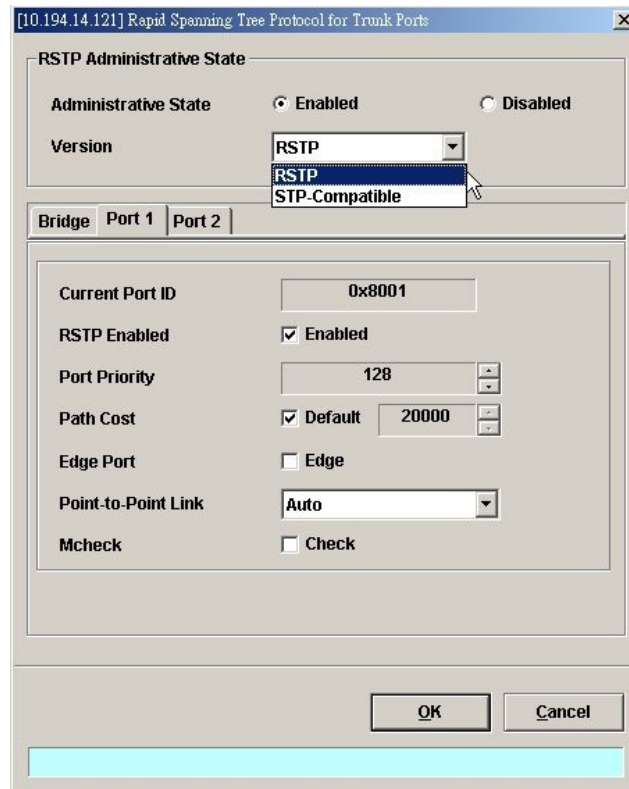 [10.194.14.121] Rapid Spanning Tree Protocol for Trunk Ports
RSTP Administrative State
Administrative State Enabled Disabled
Version RSTP
RSTP
STP-Compatible
Bridge Port 1 Port 2
Current Port ID 0x8001
RSTP Enabled Enabled
Port Priority 128
Path Cost Default 20000
Edge Port Edge
Point-to-Point Link Auto
Mcheck Check
OK Cancel